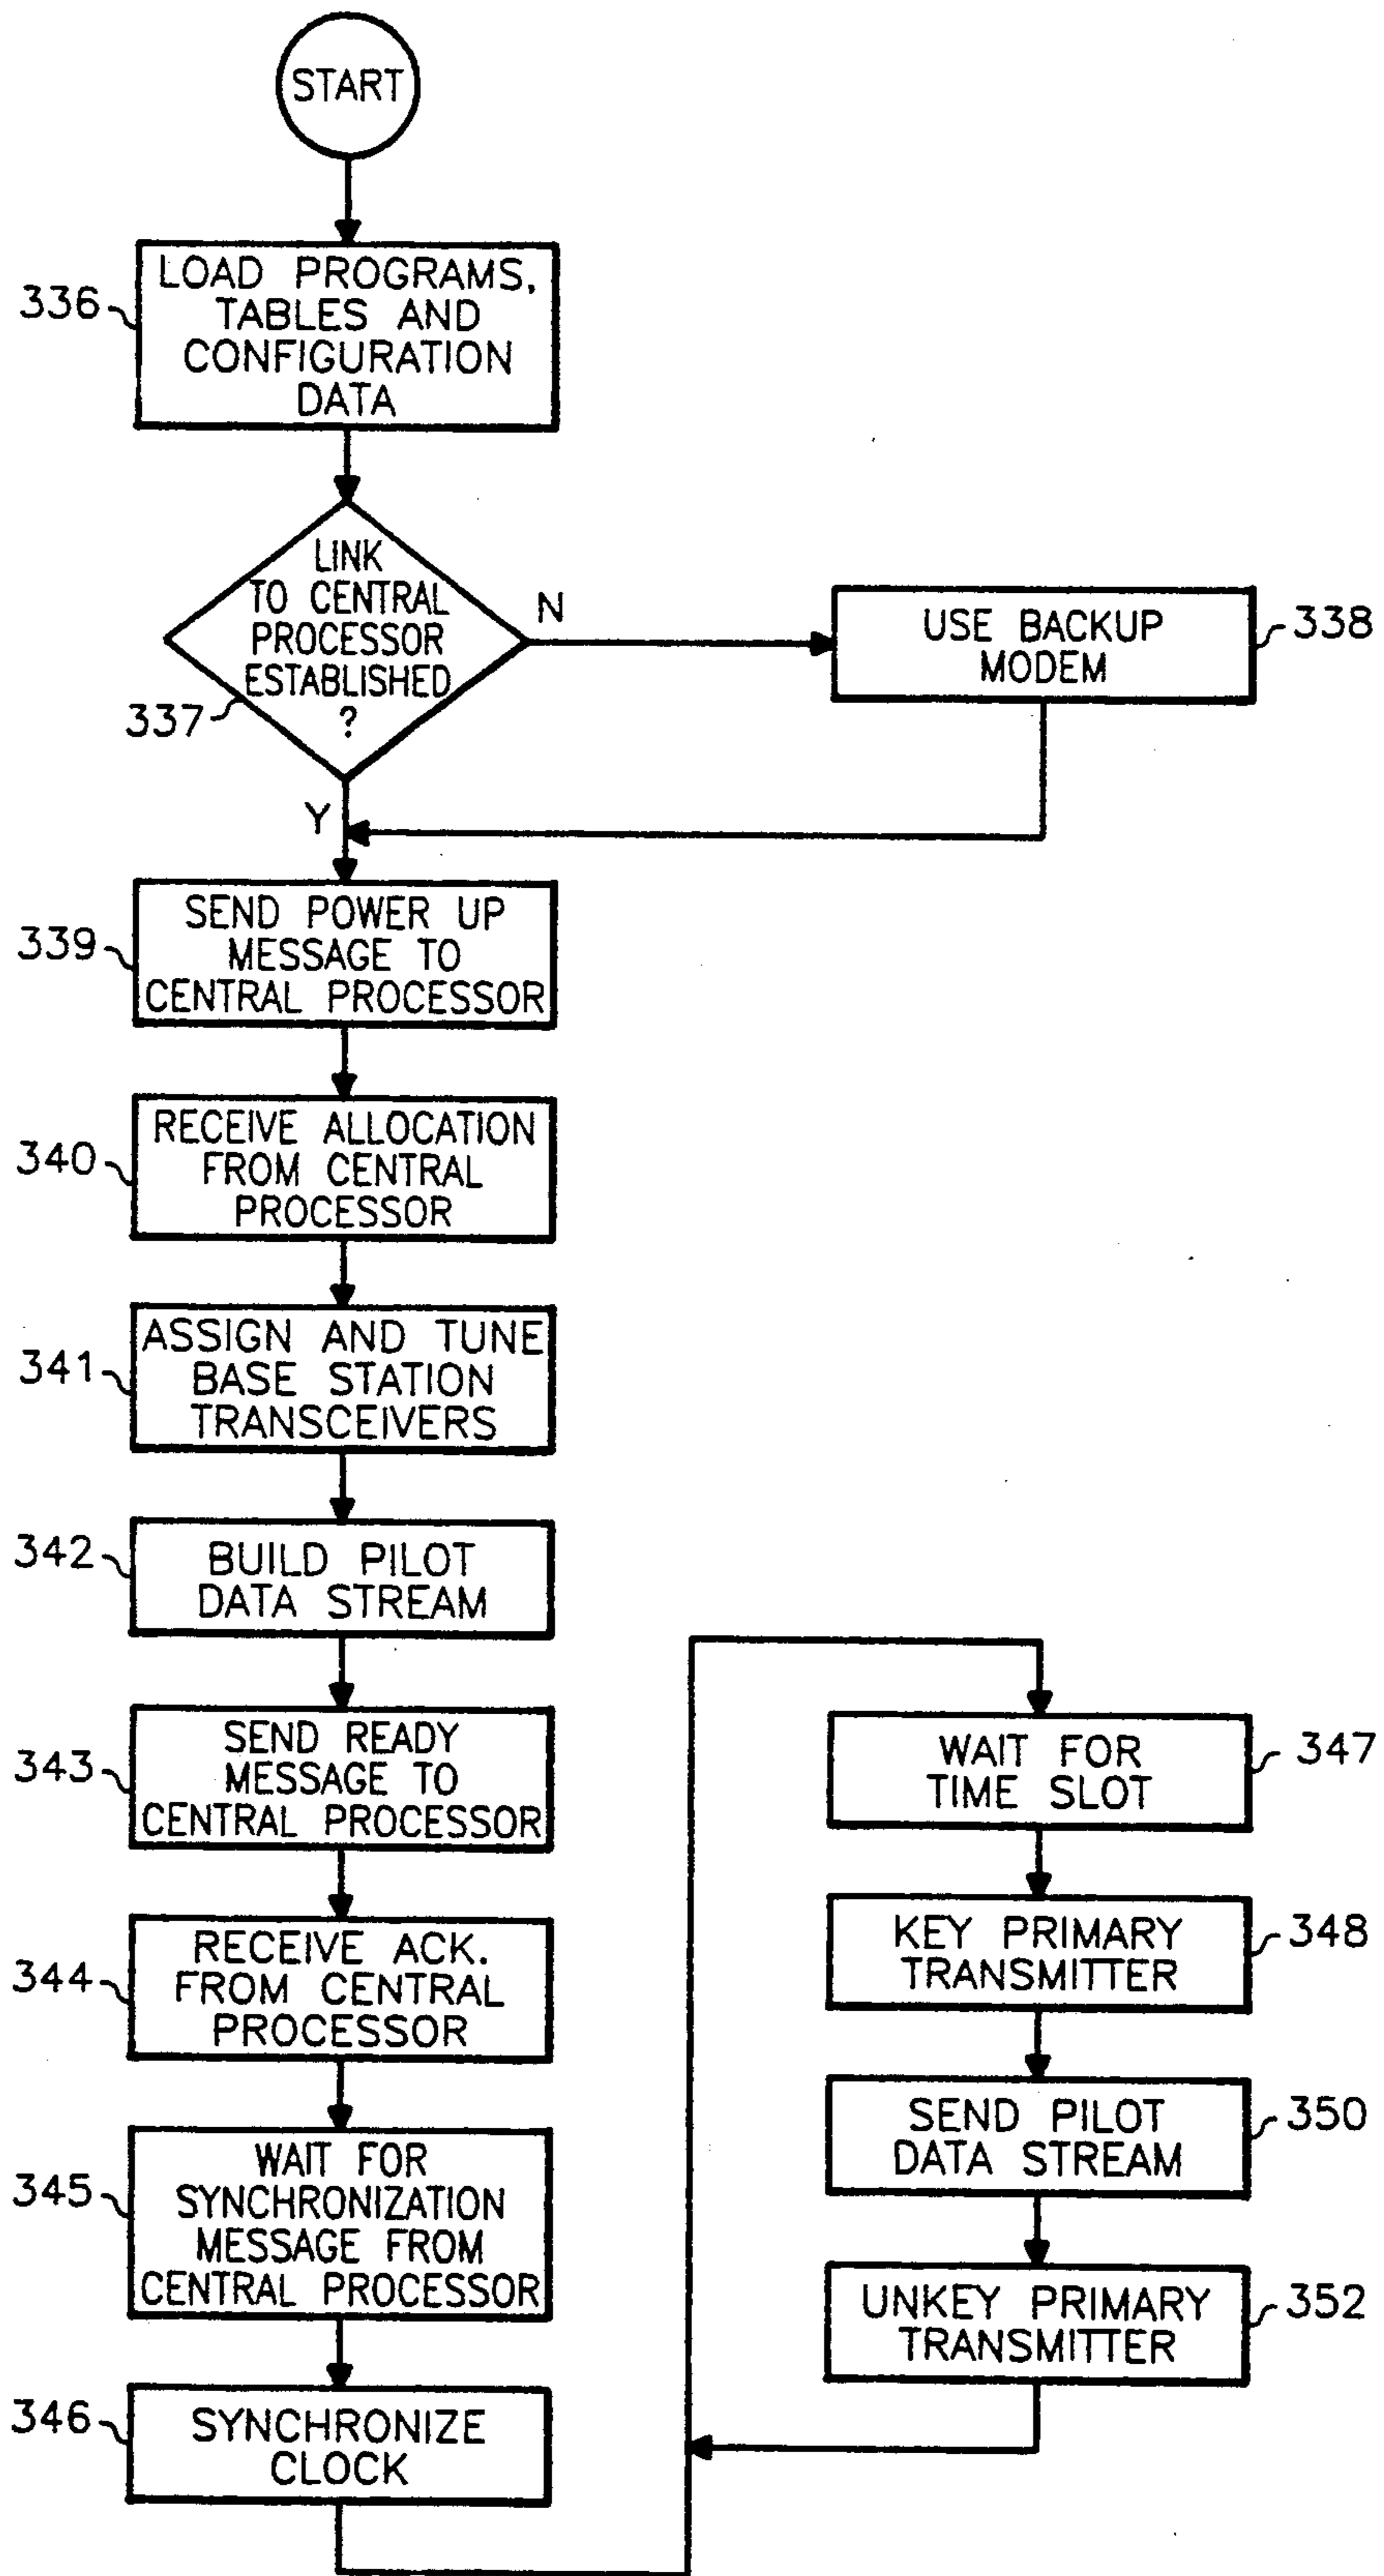 START
336
LOAD PROGRAMS,
TABLES AND
CONFIGURATION
DATA
337
LINK
TO CENTRAL
PROCESSOR
ESTABLISHED
?
N
Y
USE BACKUP
MODEM
338
339
SEND POWER UP
MESSAGE TO
CENTRAL PROCESSOR
340
RECEIVE ALLOCATION
FROM CENTRAL
PROCESSOR
341
ASSIGN AND TUNE
BASE STATION
TRANSCEIVERS
342
BUILD PILOT
DATA STREAM
343
SEND READY
MESSAGE TO
CENTRAL PROCESSOR
344
RECEIVE ACK.
FROM CENTRAL
PROCESSOR
345
WAIT FOR
SYNCHRONIZATION
MESSAGE FROM
CENTRAL PROCESSOR
346
SYNCHRONIZE
CLOCK
WAIT FOR
TIME SLOT
347
KEY PRIMARY
TRANSMITTER
348
SEND PILOT
DATA STREAM
350
UNKEY PRIMARY
TRANSMITTER
352